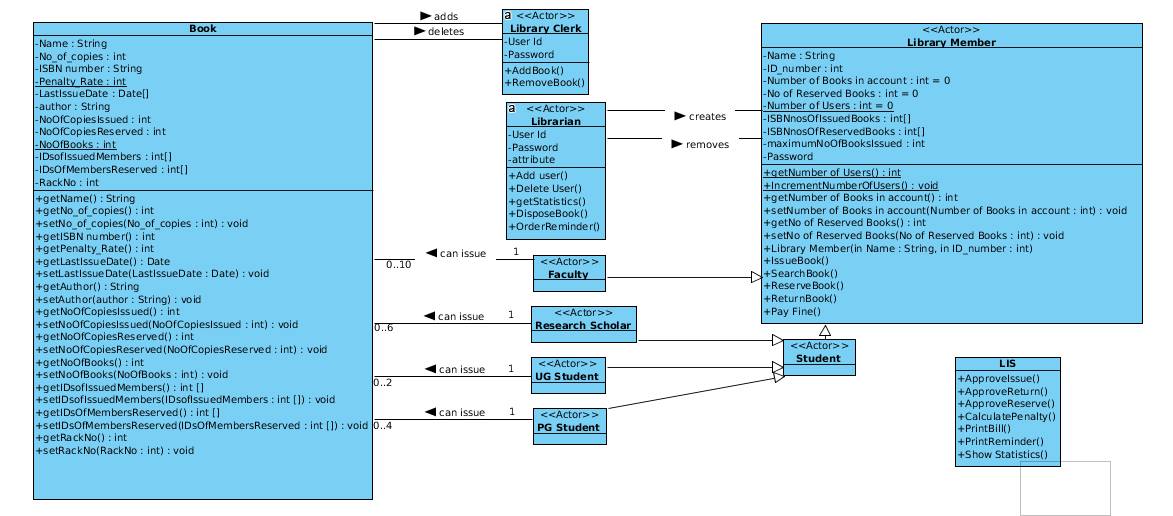 Book
-Name : String
-No_of_copies : int
-ISBN number : String
-Penalty_Rate : int
-LastIssueDate : Date[]
-author : String
-NoOfCopiesIssued : int
-NoOfCopiesReserved : int
-NoOfBooks : int
-IDsofIssuedMembers : int[]
-IDsOfMembersReserved : int[]
-RackNo : int
+getName() : String
+getNo_of_copies() : int
+setNo_of_copies(No_of_copies : int) : void
+getISBN number() : int
+getPenalty_Rate() : int
+getLastIssueDate() : Date
+setLastIssueDate(LastIssueDate : Date) : void
+getAuthor() : String
+setAuthor(author : String) : void
+getNoOfCopiesIssued() : int
+setNoOfCopiesIssued(NoOfCopiesIssued : int) : void
+getNoOfCopiesReserved() : int
+setNoOfCopiesReserved(NoOfCopiesReserved : int) : void
+getNoOfBooks() : int
+setNoOfBooks(NoOfBooks : int) : void
+getIDsofIssuedMembers() : int []
+setIDsofIssuedMembers(IDsofIssuedMembers : int []) : void
+getIDsOfMembersReserved() : int []
+setIDsOfMembersReserved(IDsOfMembersReserved : int []) : void
+getRackNo() : int
+setRackNo(RackNo : int) : void
adds
deletes
a <<Actor>>
Library Clerk
-User Id
-Password
+AddBook()
+RemoveBook()
a <<Actor>>
Librarian
-User Id
-Password
-attribute
+Add user()
+Delete User()
+getStatistics()
+DisposeBook()
+OrderReminder()
creates
removes
<<Actor>>
Library Member
-Name : String
-ID_number : int
-Number of Books in account : int = 0
-No of Reserved Books : int = 0
-Number of Users : int = 0
-ISBNnosOfIssuedBooks : int[]
-ISBNnosOfReservedBooks : int[]
-maximumNoOfBooksIssued : int
-Password
+getNumber of Users() : int
+IncrementNumberOfUsers() : void
+getNumber of Books in account() : int
+setNumber of Books in account(Number of Books in account : int) : void
+getNo of Reserved Books() : int
+setNo of Reserved Books(No of Reserved Books : int) : void
+Library Member(in Name : String, in ID_number : int)
+IssueBook()
+SearchBook()
+ReserveBook()
+ReturnBook()
+Pay Fine()
0..10
can issue
1
<<Actor>>
Faculty
0..6
can issue
1
<<Actor>>
Research Scholar
0..2
can issue
1
<<Actor>>
UG Student
0..4
can issue
1
<<Actor>>
PG Student
<<Actor>>
Student
LIS
+ApproveIssue()
+ApproveReturn()
+ApproveReserve()
+CalculatePenalty()
+PrintBill()
+PrintReminder()
+Show Statistics()